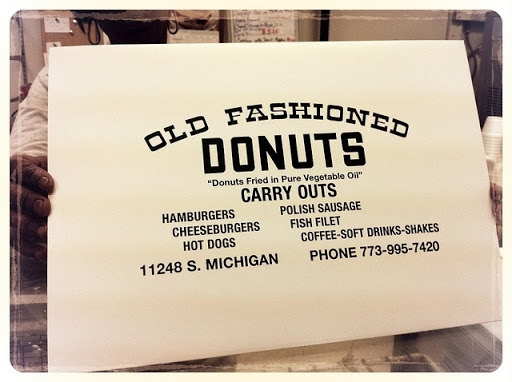 OLD FASHIONED
DONUTS
"Donuts Fried in Pure Vegetable Oil"
CARRY OUTS
HAMBURGERS
CHEESEBURGERS
HOT DOGS
POLISH SAUSAGE
FISH FILET
COFFEE-SOFT DRINKS-SHAKES
11248 S. MICHIGAN
PHONE 773-995-7420